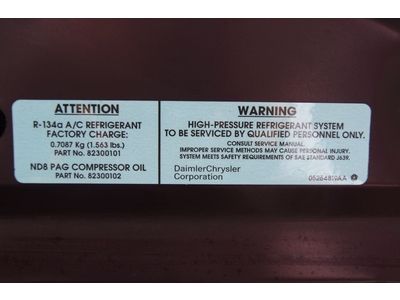 ATTENTION
R-134a A/C REFRIGERANT
FACTORY CHARGE:
0.7087 Kg (1.563 lbs.)
PART No. 82300101
ND8 PAG COMPRESSOR OIL
PART No. 82300102
WARNING
HIGH-PRESSURE REFRIGERANT SYSTEM
TO BE SERVICED BY QUALIFIED PERSONNEL ONLY.
CONSULT SERVICE MANUAL.
IMPROPER SERVICE METHODS MAY CAUSE PERSONAL INJURY.
SYSTEM MEETS SAFETY REQUIREMENTS OF SAE STANDARD J639.
DaimlerChrysler
Corporation